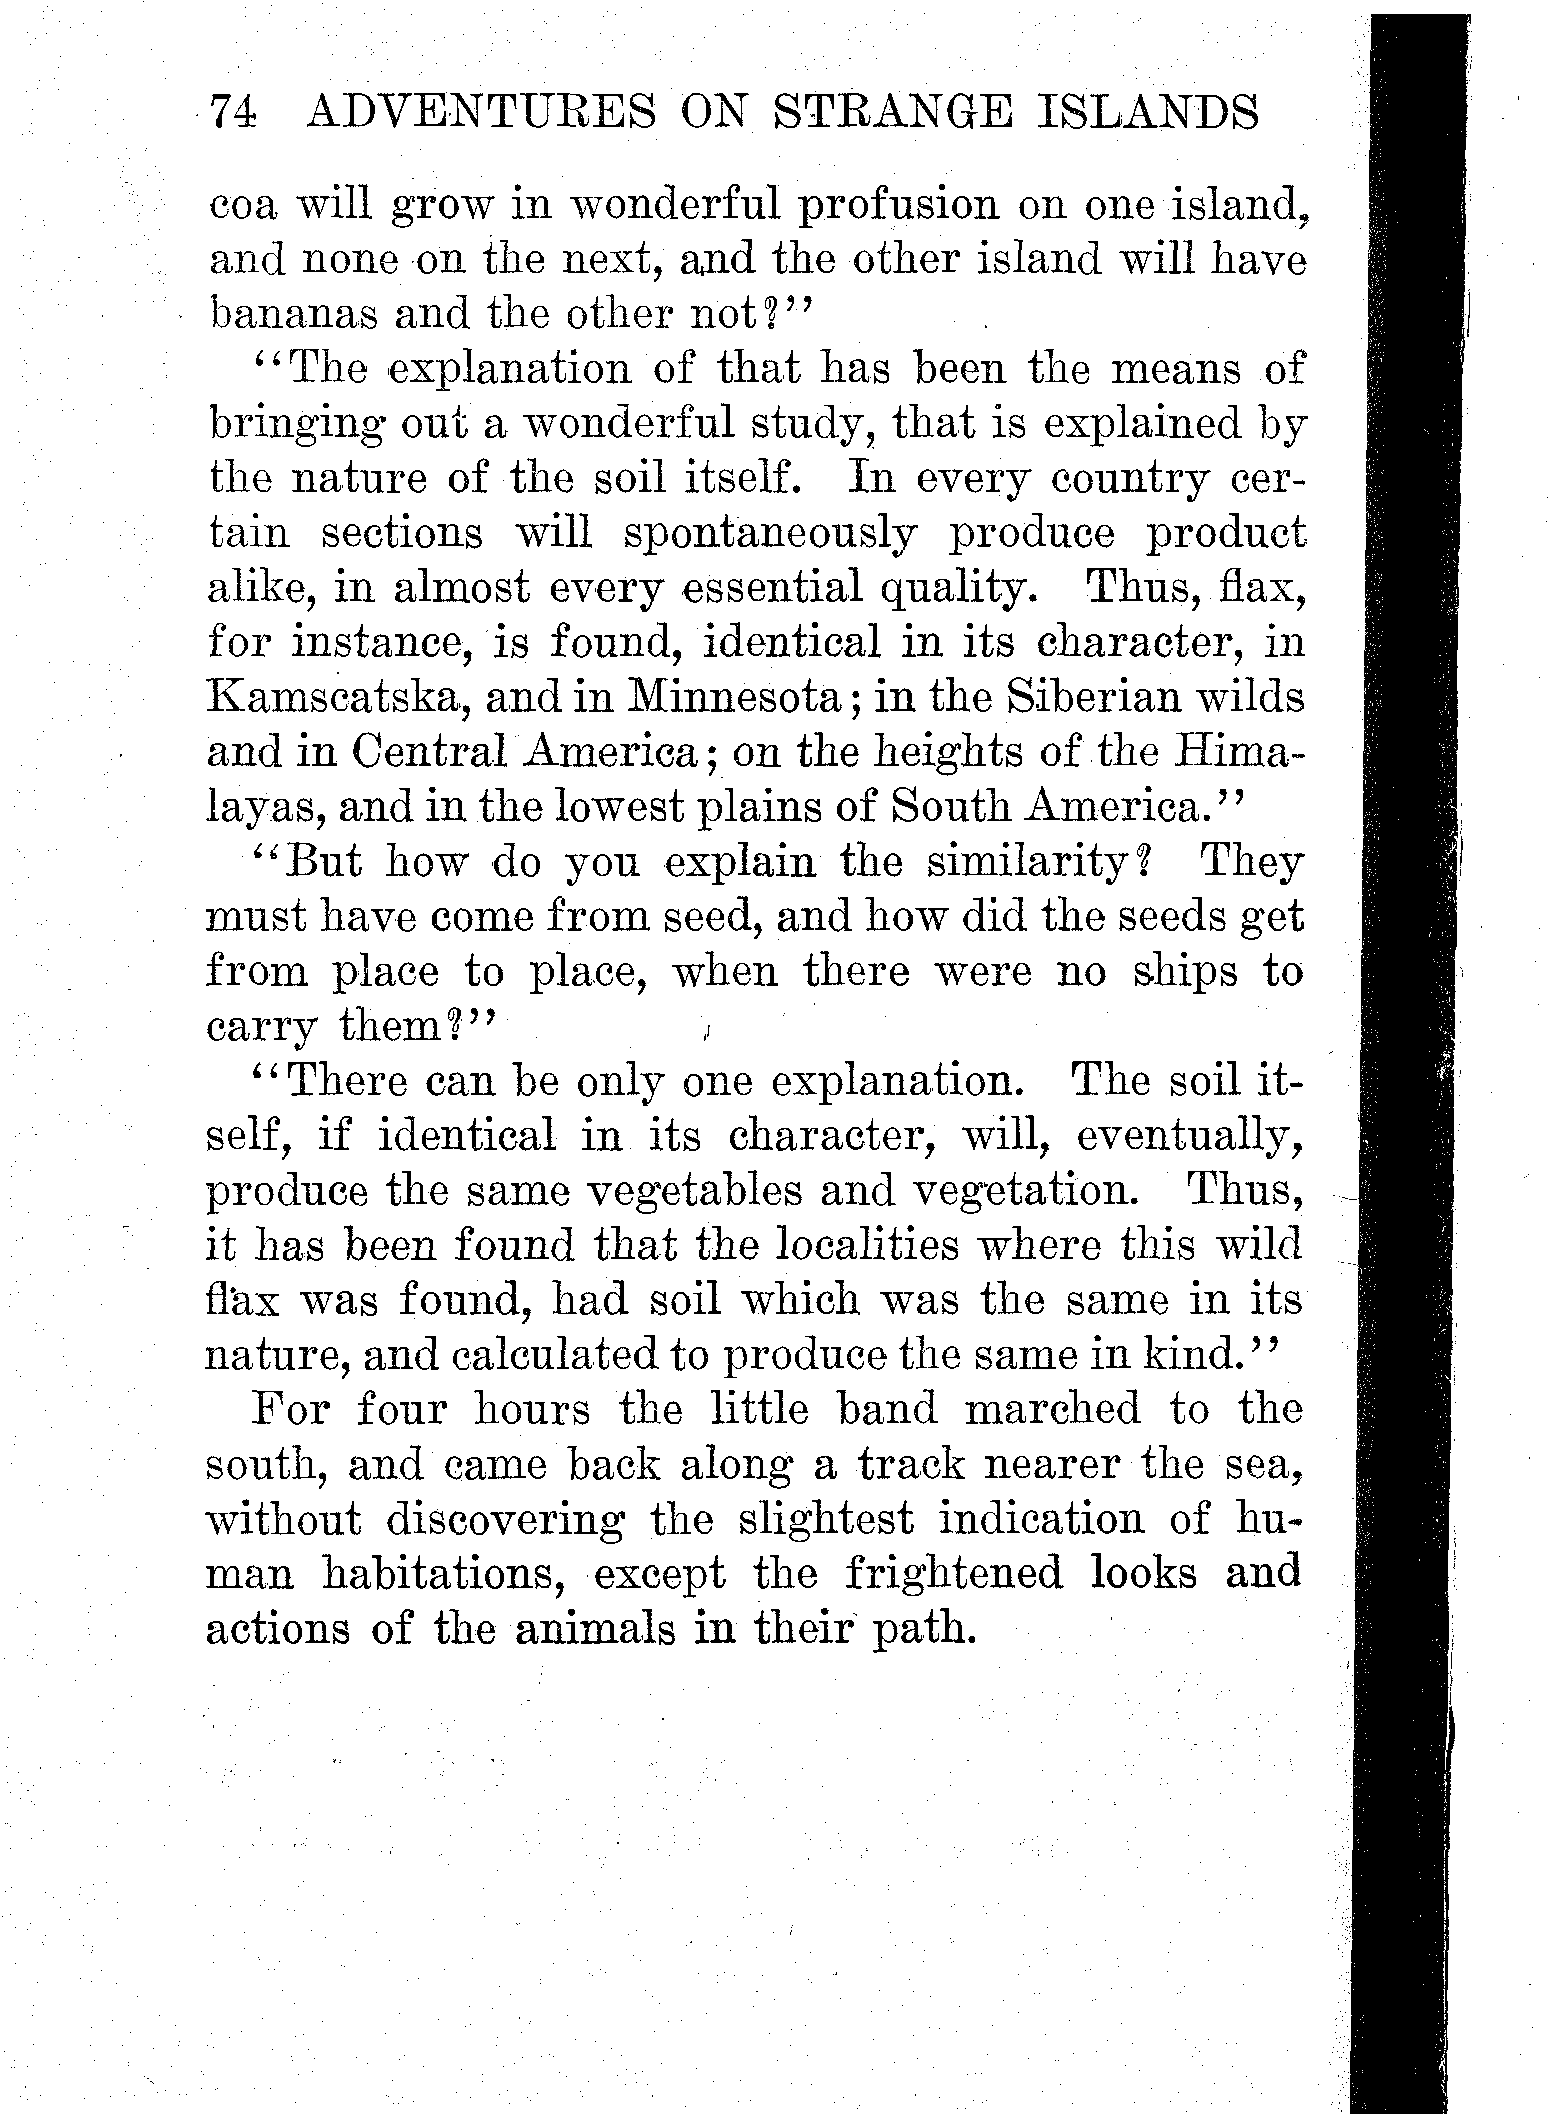 74 ADVENTURES ON STRANGE ISLANDS
coa will grow in wonderful profusion on one island,
and none on the next, and the other island will have
bananas and the other not?"
"The explanation of that has been the means of
bringing out a wonderful study, that is explained by
the nature of the soil itself. In every country cer-
tain sections will spontaneously produce product
alike, in almost every essential quality. Thus, flax,
for instance, is found, identical in its character, in
Kamscatska, and in Minnesota; in the Siberian wilds
and in Central America; on the heights of the Hima-
layas, and in the lowest plains of South America."
"But how do you explain the similarity? They
must have come from seed, and how did the seeds get
from place to place, when there were no ships to
carry them?"
"There can be only one explanation. The soil it-
self, if identical in its character, will, eventually,
produce the same vegetables and vegetation. Thus,
it has been found that the localities where this wild
flax was found, had soil which was the same in its
nature, and calculated to produce the same in kind."
For four hours the little band marched to the
south, and came back along a track nearer the sea,
without discovering the slightest indication of hu-
man habitations, except the frightened looks and
actions of the animals in their path.